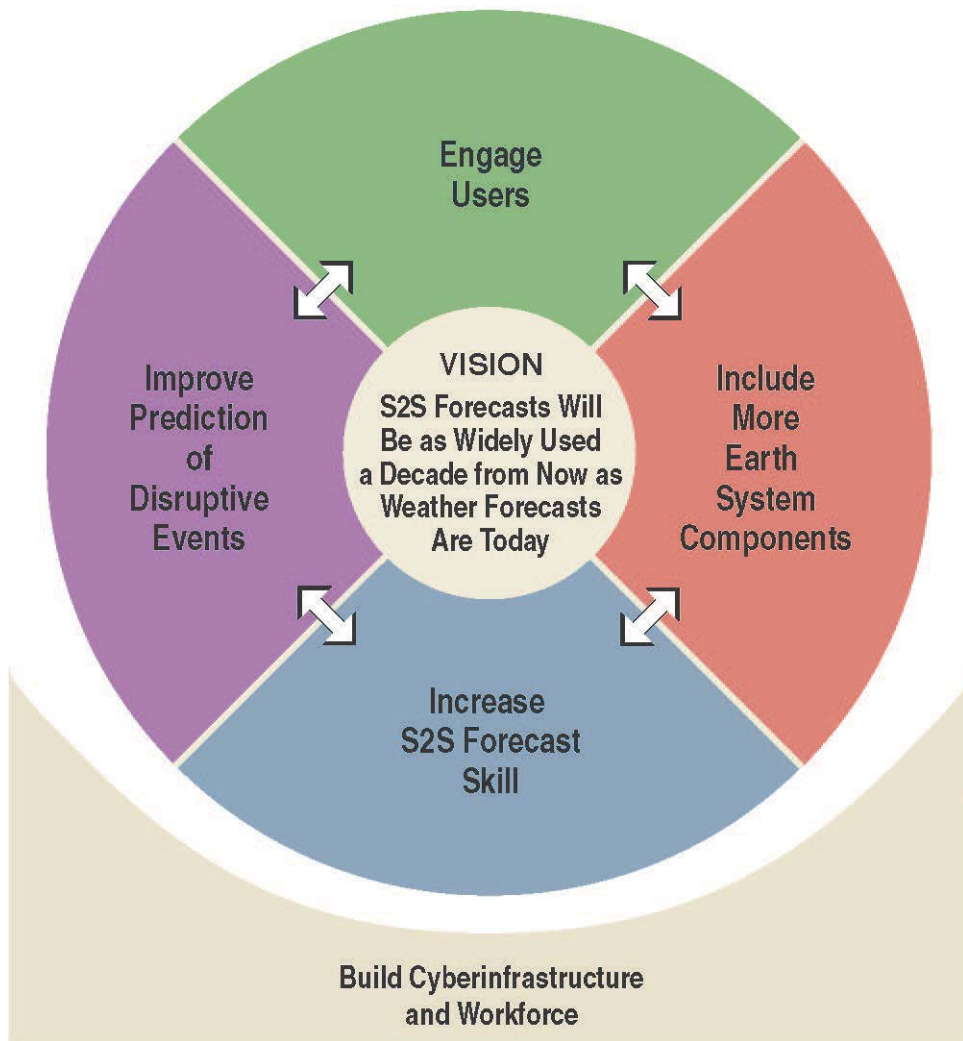 Engage
Users
Improve
Prediction
of
Disruptive
Events
VISION
S2S Forecasts Will
Be as Widely Used
a Decade from Now as
Weather Forecasts
Are Today
Include
More
Earth
System
Components
Increase
S2S Forecast
Skill
Build Cyberinfrastructure
and Workforce